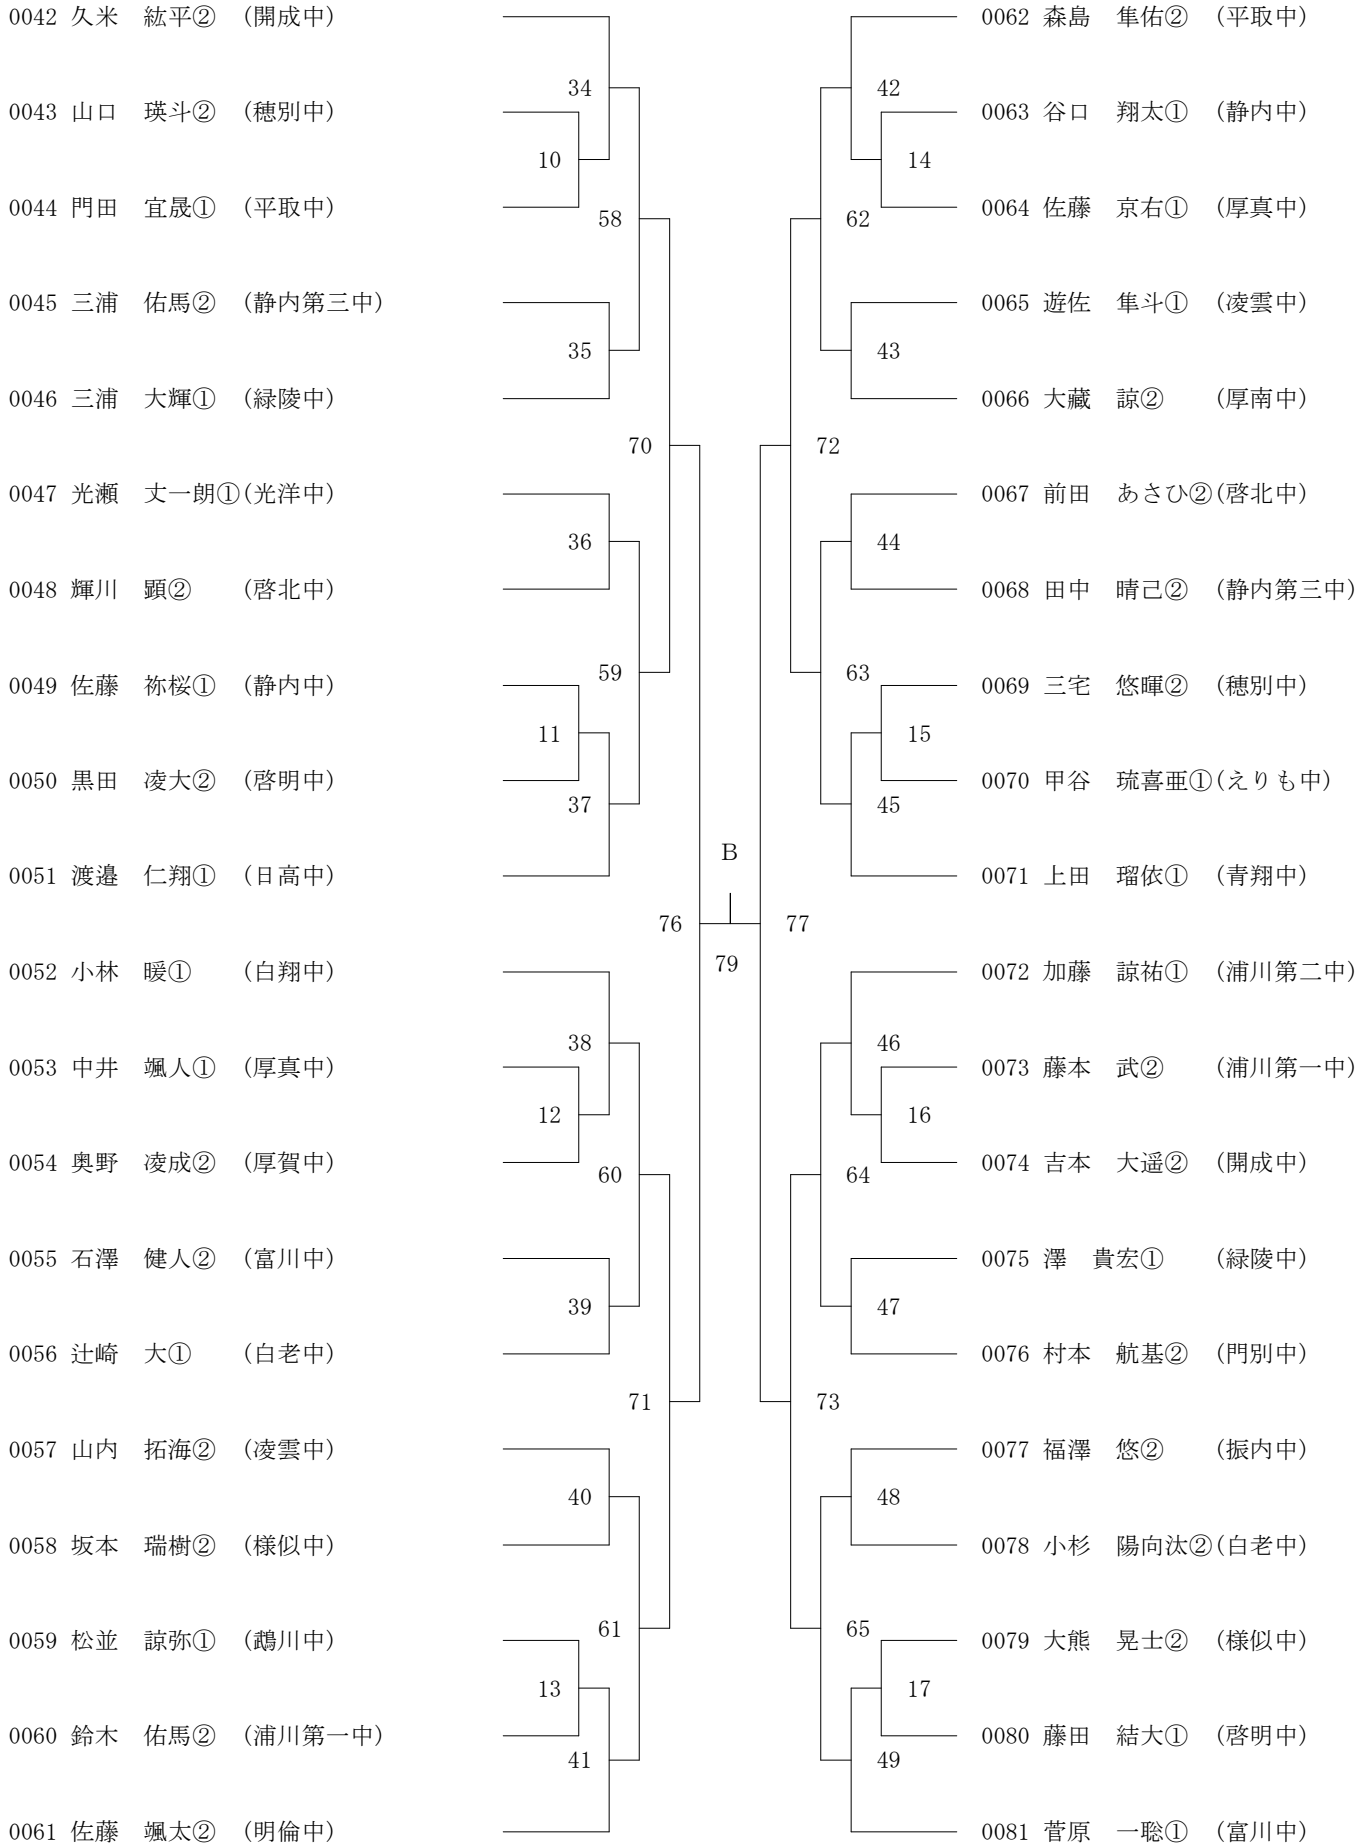 0042 久米　紘平②　(開成中)
34
0043 山口　瑛斗②　(穂別中)
10
0044 門田　宜晟①　(平取中)
58
0045 三浦　佑馬②　(静内第三中)
35
0046 三浦　大輝①　(緑陵中)
70
0047 光瀬　丈一朗①(光洋中)
36
0048 輝川　顕②　　(啓北中)
59
0049 佐藤　祢桜①　(静内中)
11
0050 黒田　凌大②　(啓明中)
37
0051 渡邉　仁翔①　(日高中)
76
0052 小林　暖①　　(白翔中)
38
0053 中井　颯人①　(厚真中)
12
0054 奥野　凌成②　(厚賀中)
60
0055 石澤　健人②　(富川中)
39
0056 辻崎　大①　　(白老中)
71
0057 山内　拓海②　(凌雲中)
40
0058 坂本　瑞樹②　(様似中)
61
0059 松並　諒弥①　(鵡川中)
13
0060 鈴木　佑馬②　(浦川第一中)
41
0061 佐藤　颯太②　(明倫中)
B
79
0062 森島　隼佑②　(平取中)
42
0063 谷口　翔太①　(静内中)
14
0064 佐藤　京右①　(厚真中)
62
0065 遊佐　隼斗①　(凌雲中)
43
0066 大藏　諒②　　(厚南中)
72
0067 前田　あさひ②(啓北中)
44
0068 田中　晴己②　(静内第三中)
63
0069 三宅　悠暉②　(穂別中)
15
0070 甲谷　琉喜亜①(えりも中)
45
0071 上田　瑠依①　(青翔中)
77
0072 加藤　諒祐①　(浦川第二中)
46
0073 藤本　武②　　(浦川第一中)
16
0074 吉本　大遥②　(開成中)
64
0075 澤　貴宏①　　(緑陵中)
47
0076 村本　航基②　(門別中)
73
0077 福澤　悠②　　(振内中)
48
0078 小杉　陽向汰②(白老中)
65
0079 大熊　晃士②　(様似中)
17
0080 藤田　結大①　(啓明中)
49
0081 菅原　一聡①　(富川中)